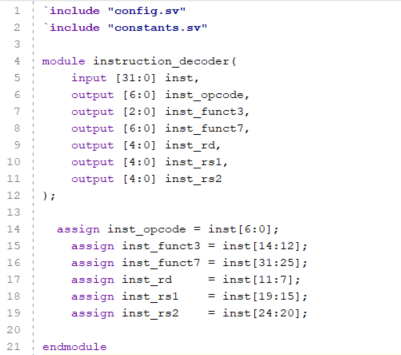 1 `include "config.sv"
2 `include "constants.sv"
3
4 module instruction_decoder(
5     input [31:0] inst,
6     output [6:0] inst_opcode,
7     output [2:0] inst_funct3,
8     output [6:0] inst_funct7,
9     output [4:0] inst_rd,
10     output [4:0] inst_rs1,
11     output [4:0] inst_rs2
12 );
13
14   assign inst_opcode = inst[6:0];
15     assign inst_funct3 = inst[14:12];
16     assign inst_funct7 = inst[31:25];
17     assign inst_rd     = inst[11:7];
18     assign inst_rs1    = inst[19:15];
19     assign inst_rs2    = inst[24:20];
20
21 endmodule